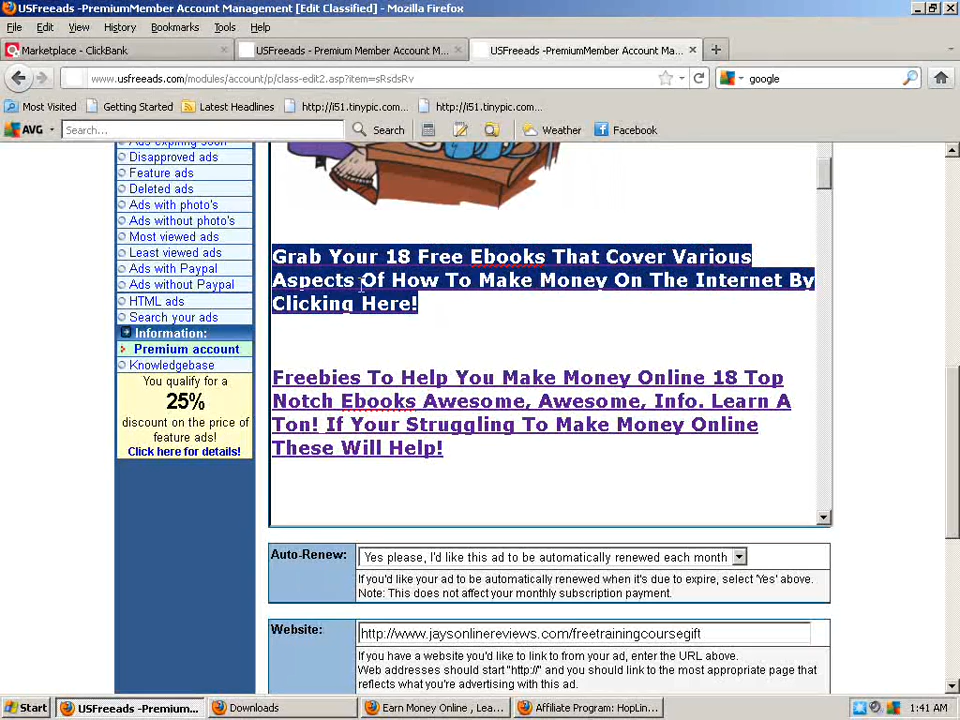 USFreeads -PremiumMember Account Management [Edit Classified] - Mozilla Firefox
File Edit View History Bookmarks Tools Help
Marketplace - ClickBank
USFreeads - Premium Member Account M...
USFreeads -PremiumMember Account Ma...
www.usfreeads.com/modules/account/p/class-edit2.asp?item=sRsdsRv
google
Most Visited Getting Started Latest Headlines http://i51.tinypic.com... http://i51.tinypic.com...
AVG Search... Search Weather Facebook
Ads expiring soon
Disapproved ads
Feature ads
Deleted ads
Ads with photo's
Ads without photo's
Most viewed ads
Least viewed ads
Ads with Paypal
Ads without Paypal
HTML ads
Search your ads
Information:
Premium account
Knowledgebase
You qualify for a
25%
discount on the price of
feature ads!
Click here for details!
Grab Your 18 Free Ebooks That Cover Various
Aspects Of How To Make Money On The Internet By
Clicking Here!
Freebies To Help You Make Money Online 18 Top
Notch Ebooks Awesome, Awesome, Info. Learn A
Ton! If Your Struggling To Make Money Online
These Will Help!
Auto-Renew:
Yes please, I'd like this ad to be automatically renewed each month
If you'd like your ad to be automatically renewed when it's due to expire, select 'Yes' above.
Note: This does not affect your monthly subscription payment.
Website:
http://www.jaysonlinereviews.com/freetrainingcoursegift
If you have a website you'd like to link to from your ad, enter the URL above.
Web addresses should start "http://" and you should link to the most appropriate page that
reflects what you're advertising with this ad.
Start
USFreeads -Premium...
Downloads
Earn Money Online , Lea...
Affiliate Program: HopLin...
1:41 AM